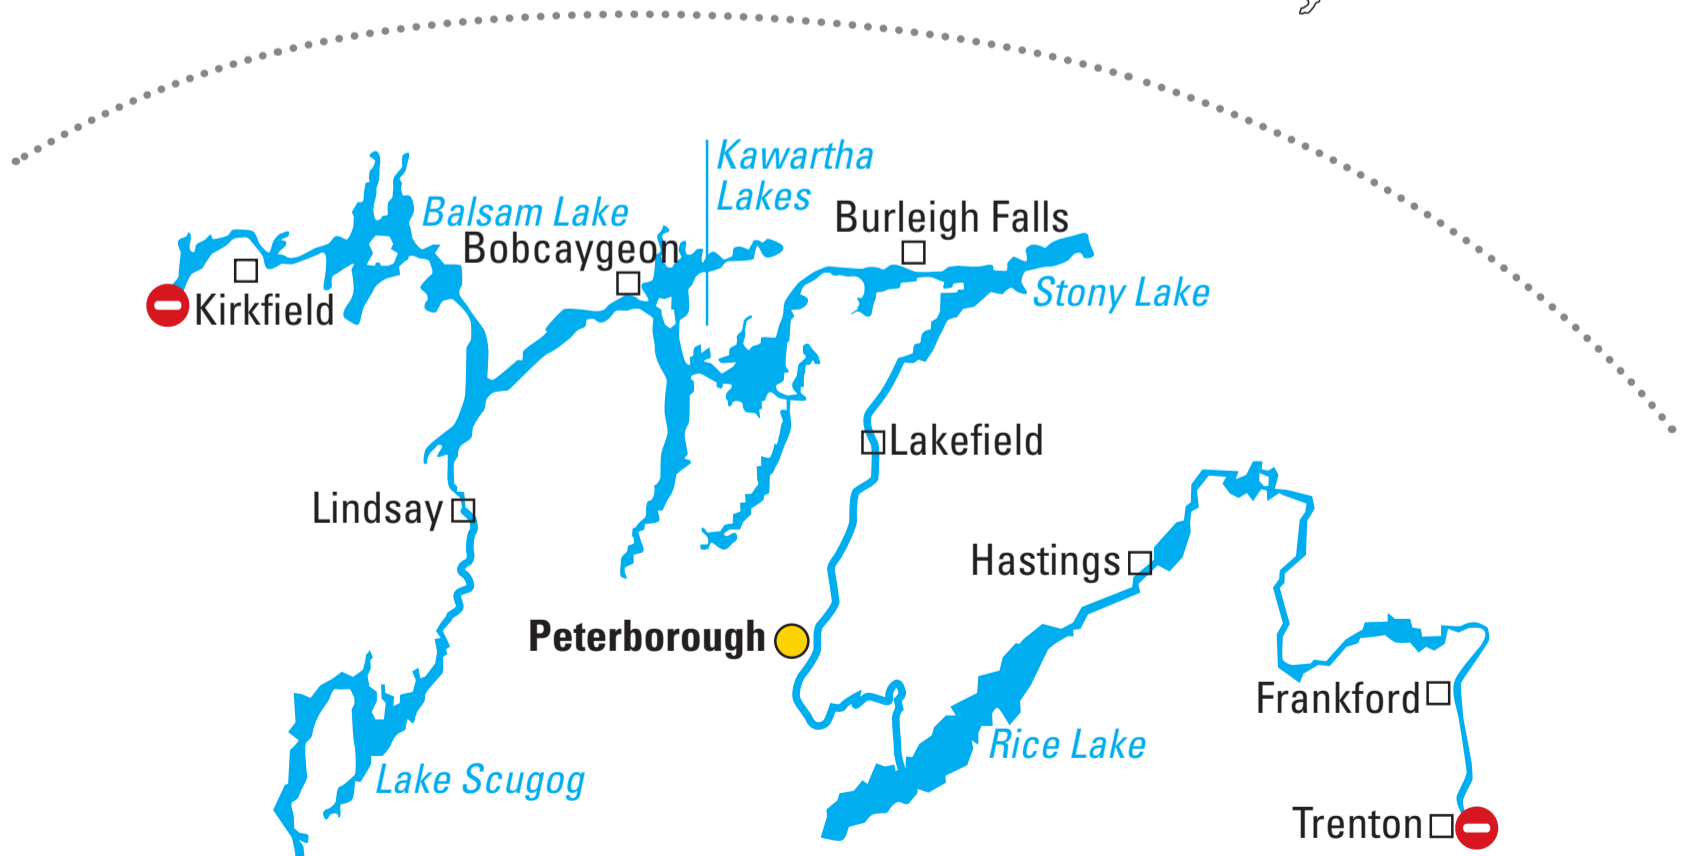 Kawartha
Lakes
Balsam Lake
Burleigh Falls
Bobcaygeon
Stony Lake
Kirkfield
Lakefield
Lindsay
Hastings
Peterborough
Frankford
Rice Lake
Lake Scugog
Trenton